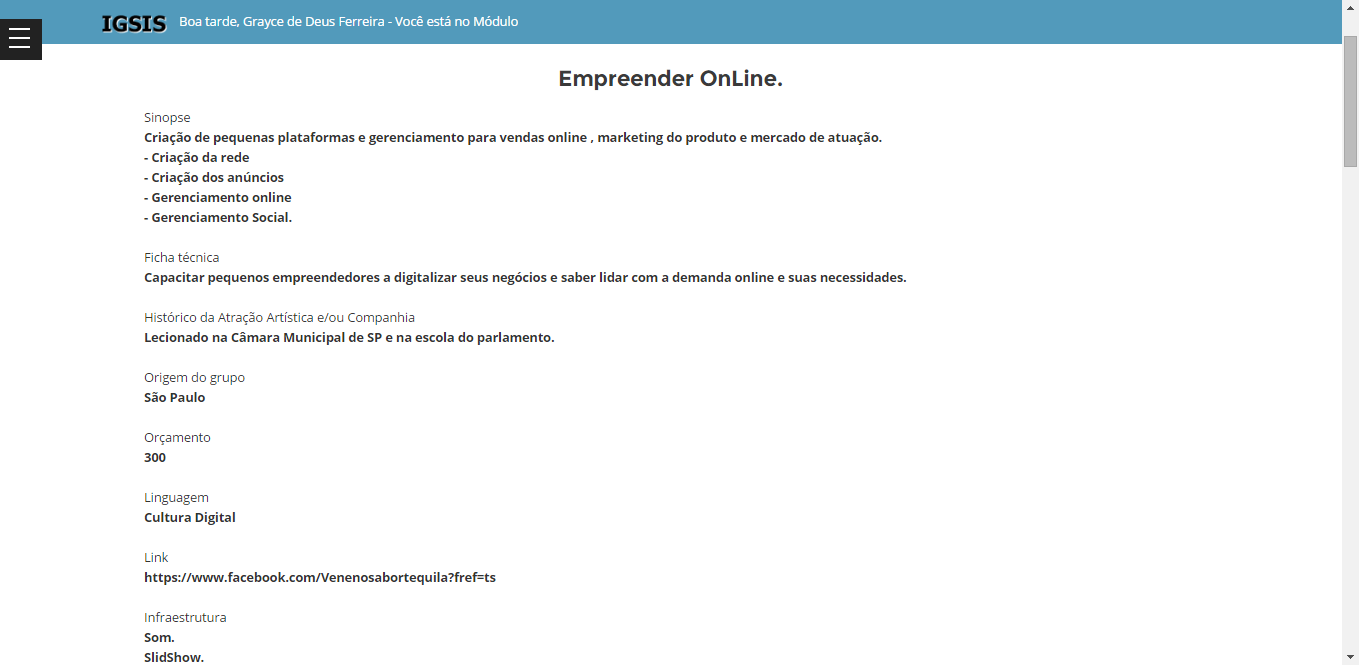 IGSIS Boa tarde, Grayce de Deus Ferreira - Você está no Módulo
Empreender OnLine.
Sinopse
Criação de pequenas plataformas e gerenciamento para vendas online , marketing do produto e mercado de atuação.
- Criação da rede
- Criação dos anúncios
- Gerenciamento online
- Gerenciamento Social.
Ficha técnica
Capacitar pequenos empreendedores a digitalizar seus negócios e saber lidar com a demanda online e suas necessidades.
Histórico da Atração Artística e/ou Companhia
Lecionado na Câmara Municipal de SP e na escola do parlamento.
Origem do grupo
São Paulo
Orçamento
300
Linguagem
Cultura Digital
Link
https://www.facebook.com/Venenosabortequila?fref=ts
Infraestrutura
Som.
SlidShow.